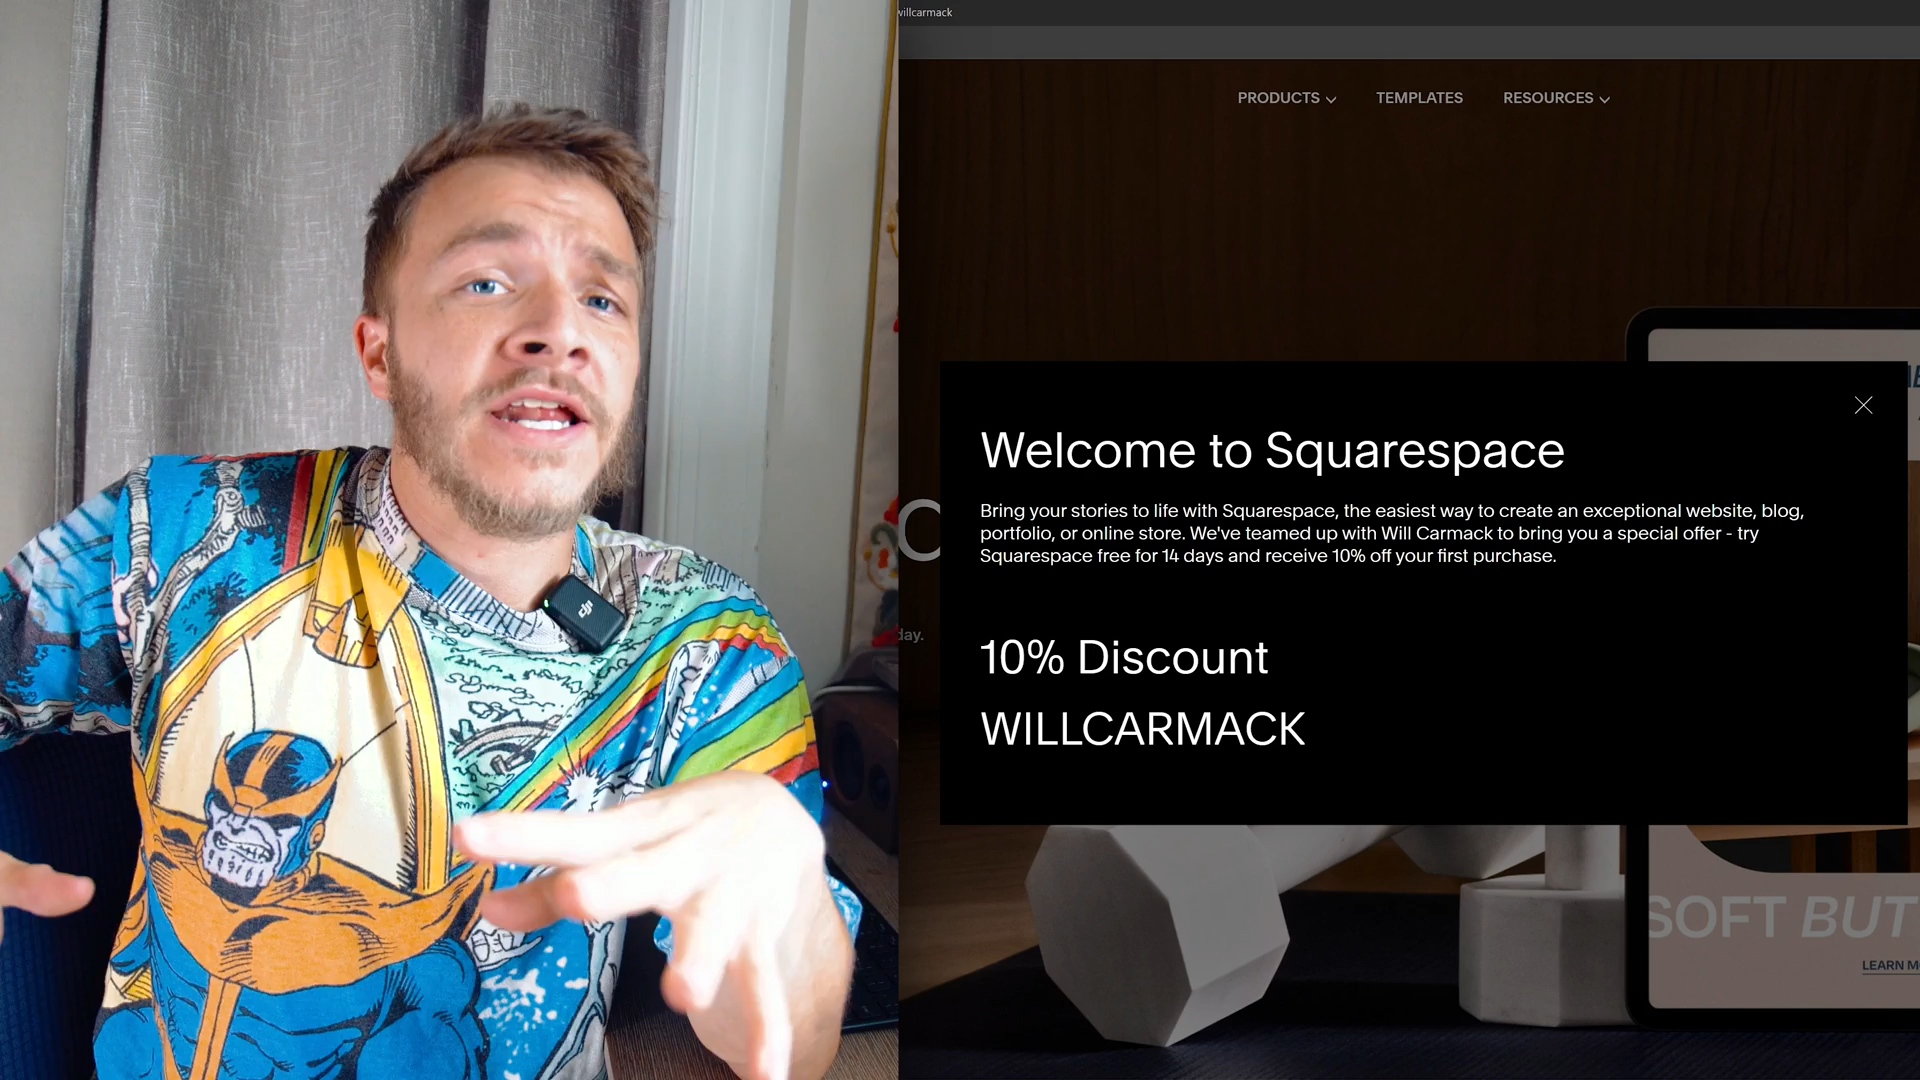 willcarmack
PRODUCTS
TEMPLATES
RESOURCES
Welcome to Squarespace
Bring your stories to life with Squarespace, the easiest way to create an exceptional website, blog,
portfolio, or online store. We've teamed up with Will Carmack to bring you a special offer - try
Squarespace free for 14 days and receive 10% off your first purchase.
day.
10% Discount
WILLCARMACK
dji
SOFT BUT
LEARN